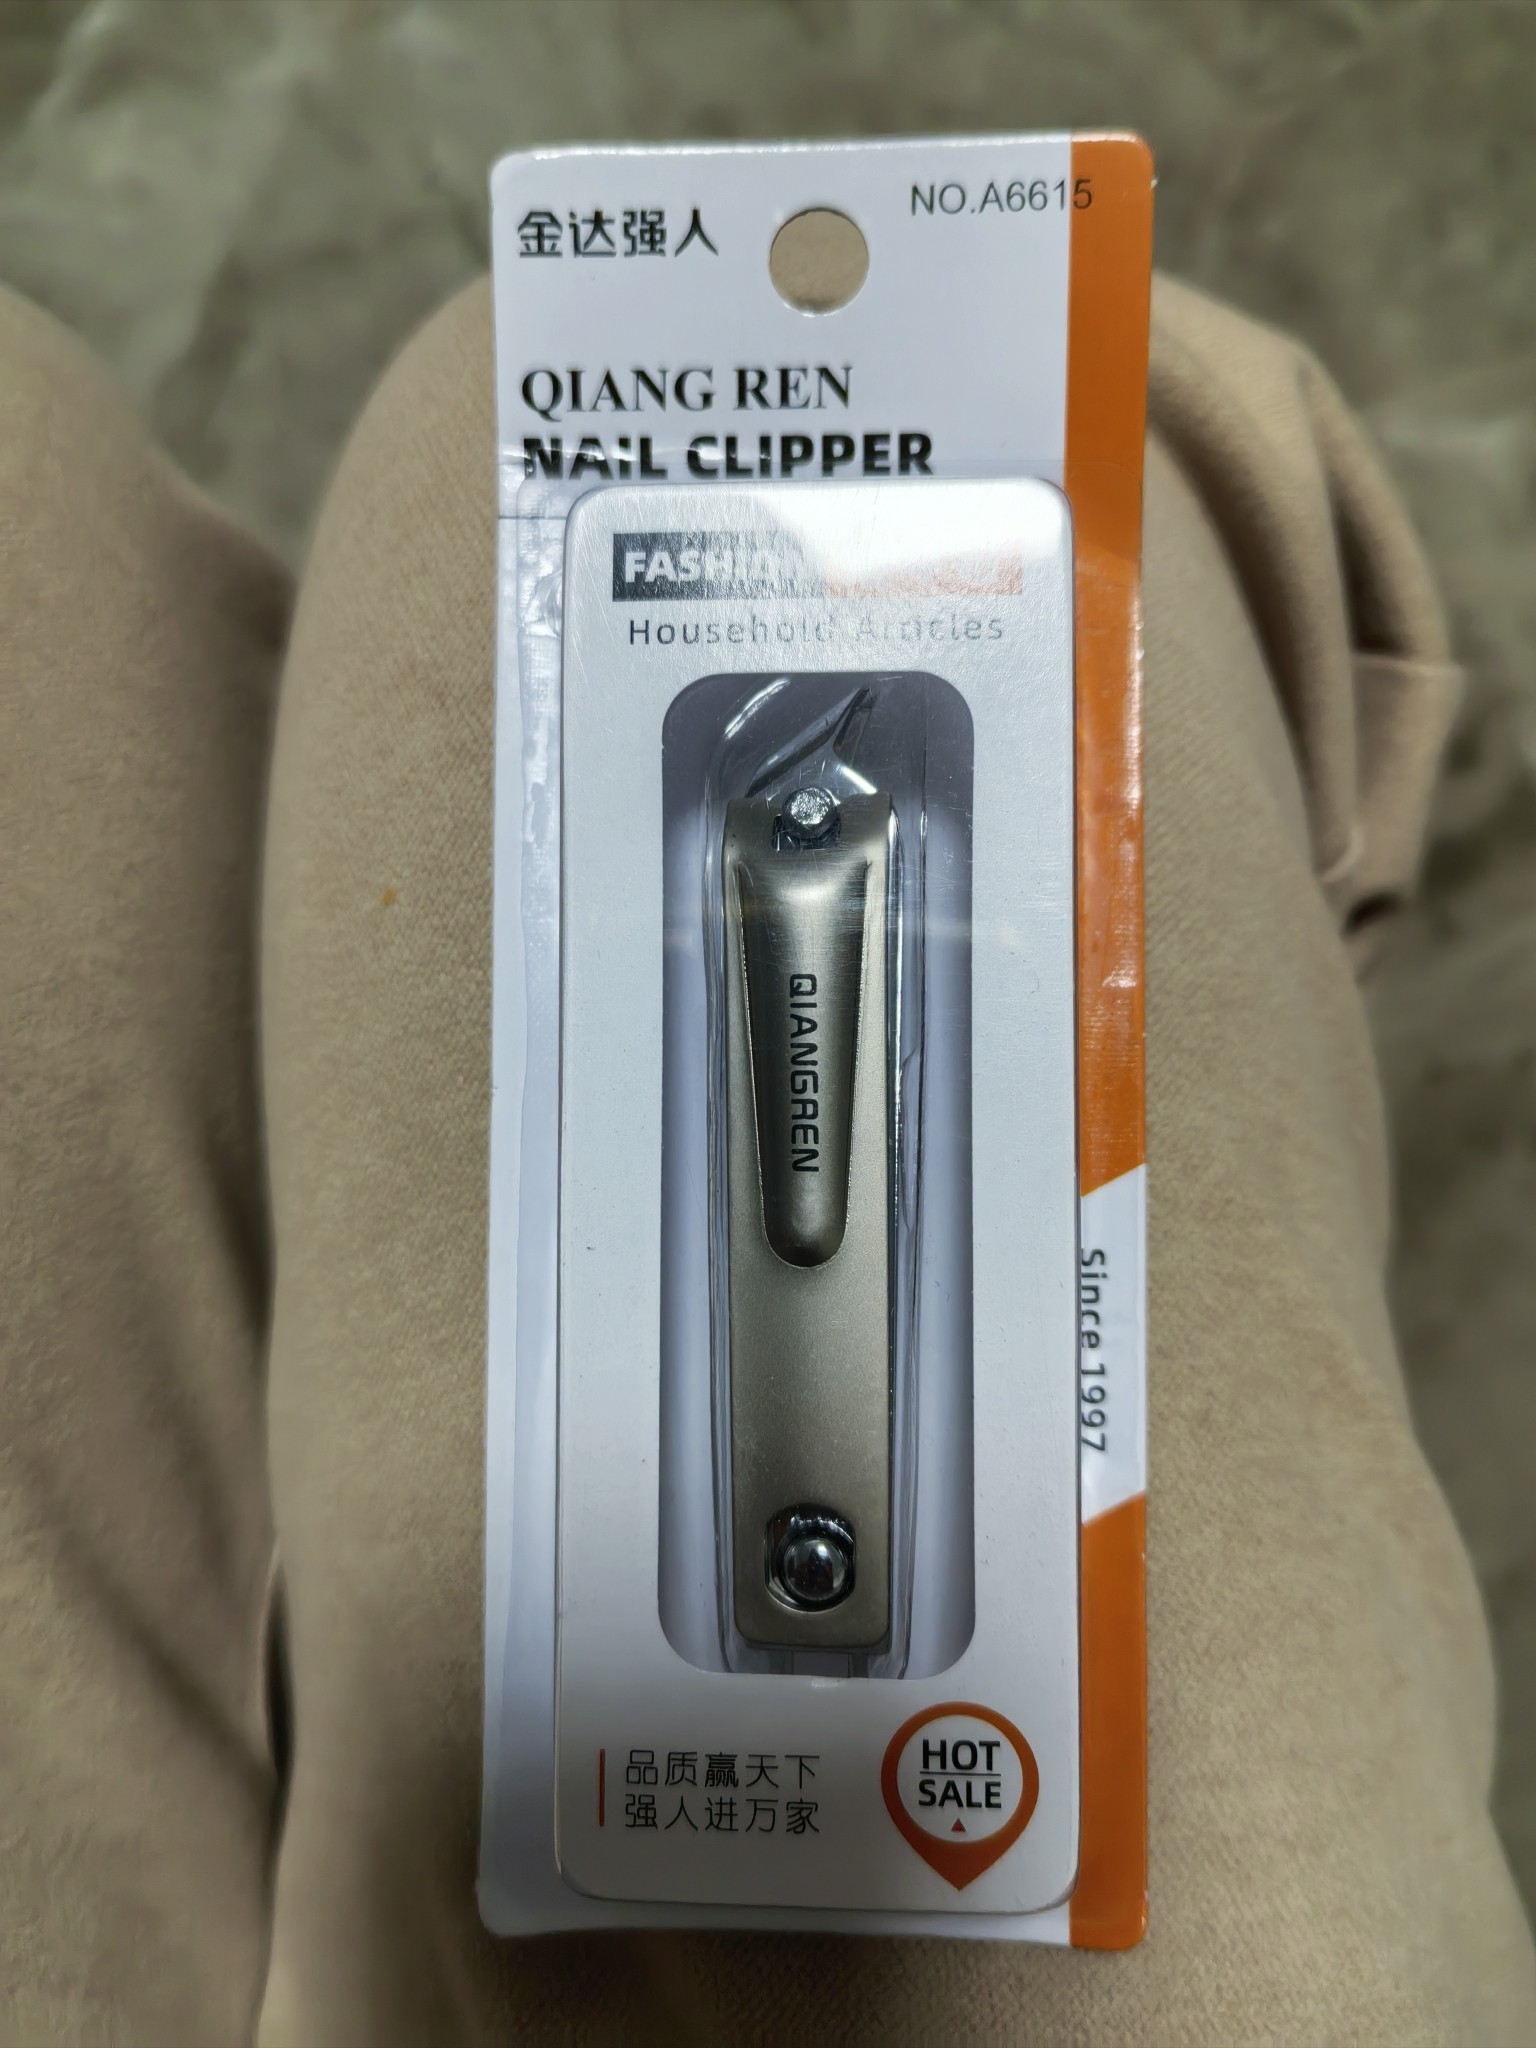 NO.A6615
金达强人
QIANG REN
NAIL CLIPPER
Household Articles
QIANGREN
Since 1997
品质赢天下
强人进万家
HOT
SALE